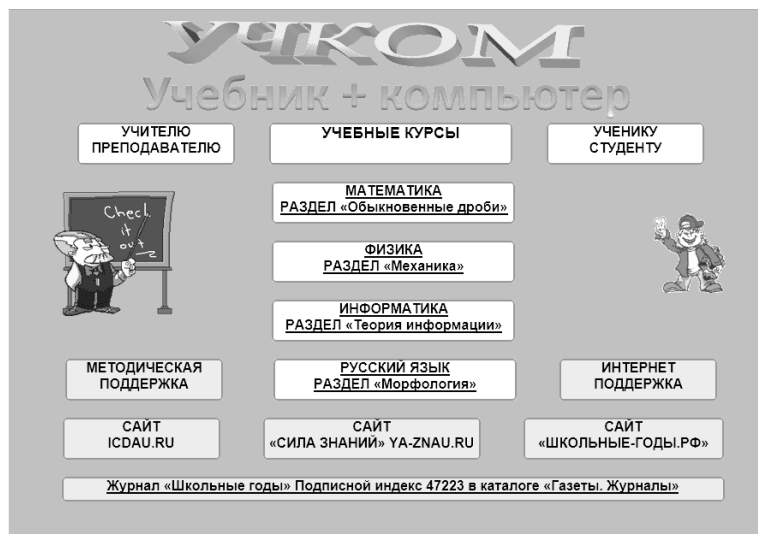 УЧКОМ
Учебник + компьютер
УЧИТЕЛЮ
ПРЕПОДАВАТЕЛЮ
УЧЕБНЫЕ КУРСЫ
УЧЕНИКУ
СТУДЕНТУ
Check
it
out
МАТЕМАТИКА
РАЗДЕЛ «Обыкновенные дроби»
ФИЗИКА
РАЗДЕЛ «Механика»
ИНФОРМАТИКА
РАЗДЕЛ «Теория информации»
МЕТОДИЧЕСКАЯ
ПОДДЕРЖКА
РУССКИЙ ЯЗЫК
РАЗДЕЛ «Морфология»
ИНТЕРНЕТ
ПОДДЕРЖКА
САЙТ
ICDAU.RU
САЙТ
«СИЛА ЗНАНИЙ» YA-ZNAU.RU
САЙТ
«ШКОЛЬНЫЕ-ГОДЫ.РФ»
Журнал «Школьные годы» Подписной индекс 47223 в каталоге «Газеты. Журналы»